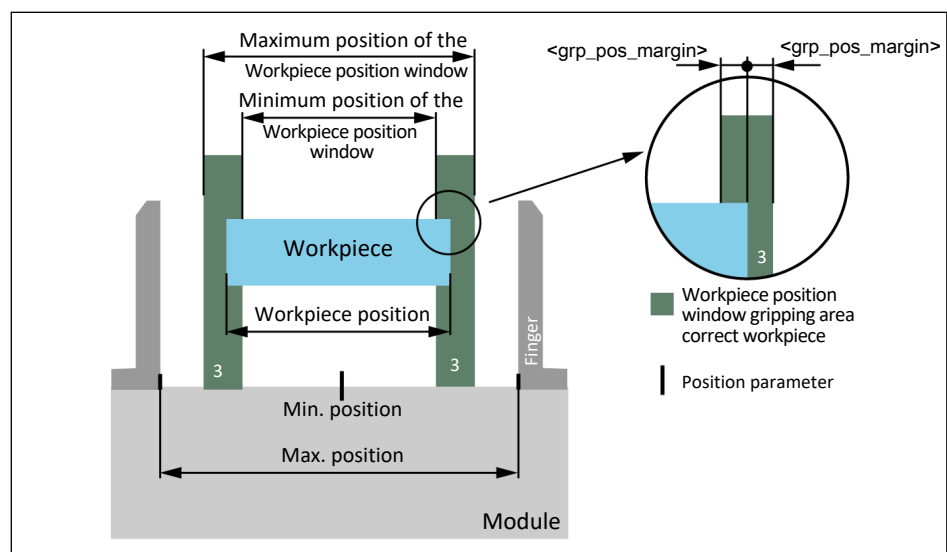 Maximum position of the
Workpiece position window
Minimum position of the
Workpiece position
window
Workpiece
Workpiece position
3
3
Finger
Min. position
Max. position
Module
<grp_pos_margin>
<grp_pos_margin>
3
Workpiece position
window gripping area
correct workpiece
Position parameter